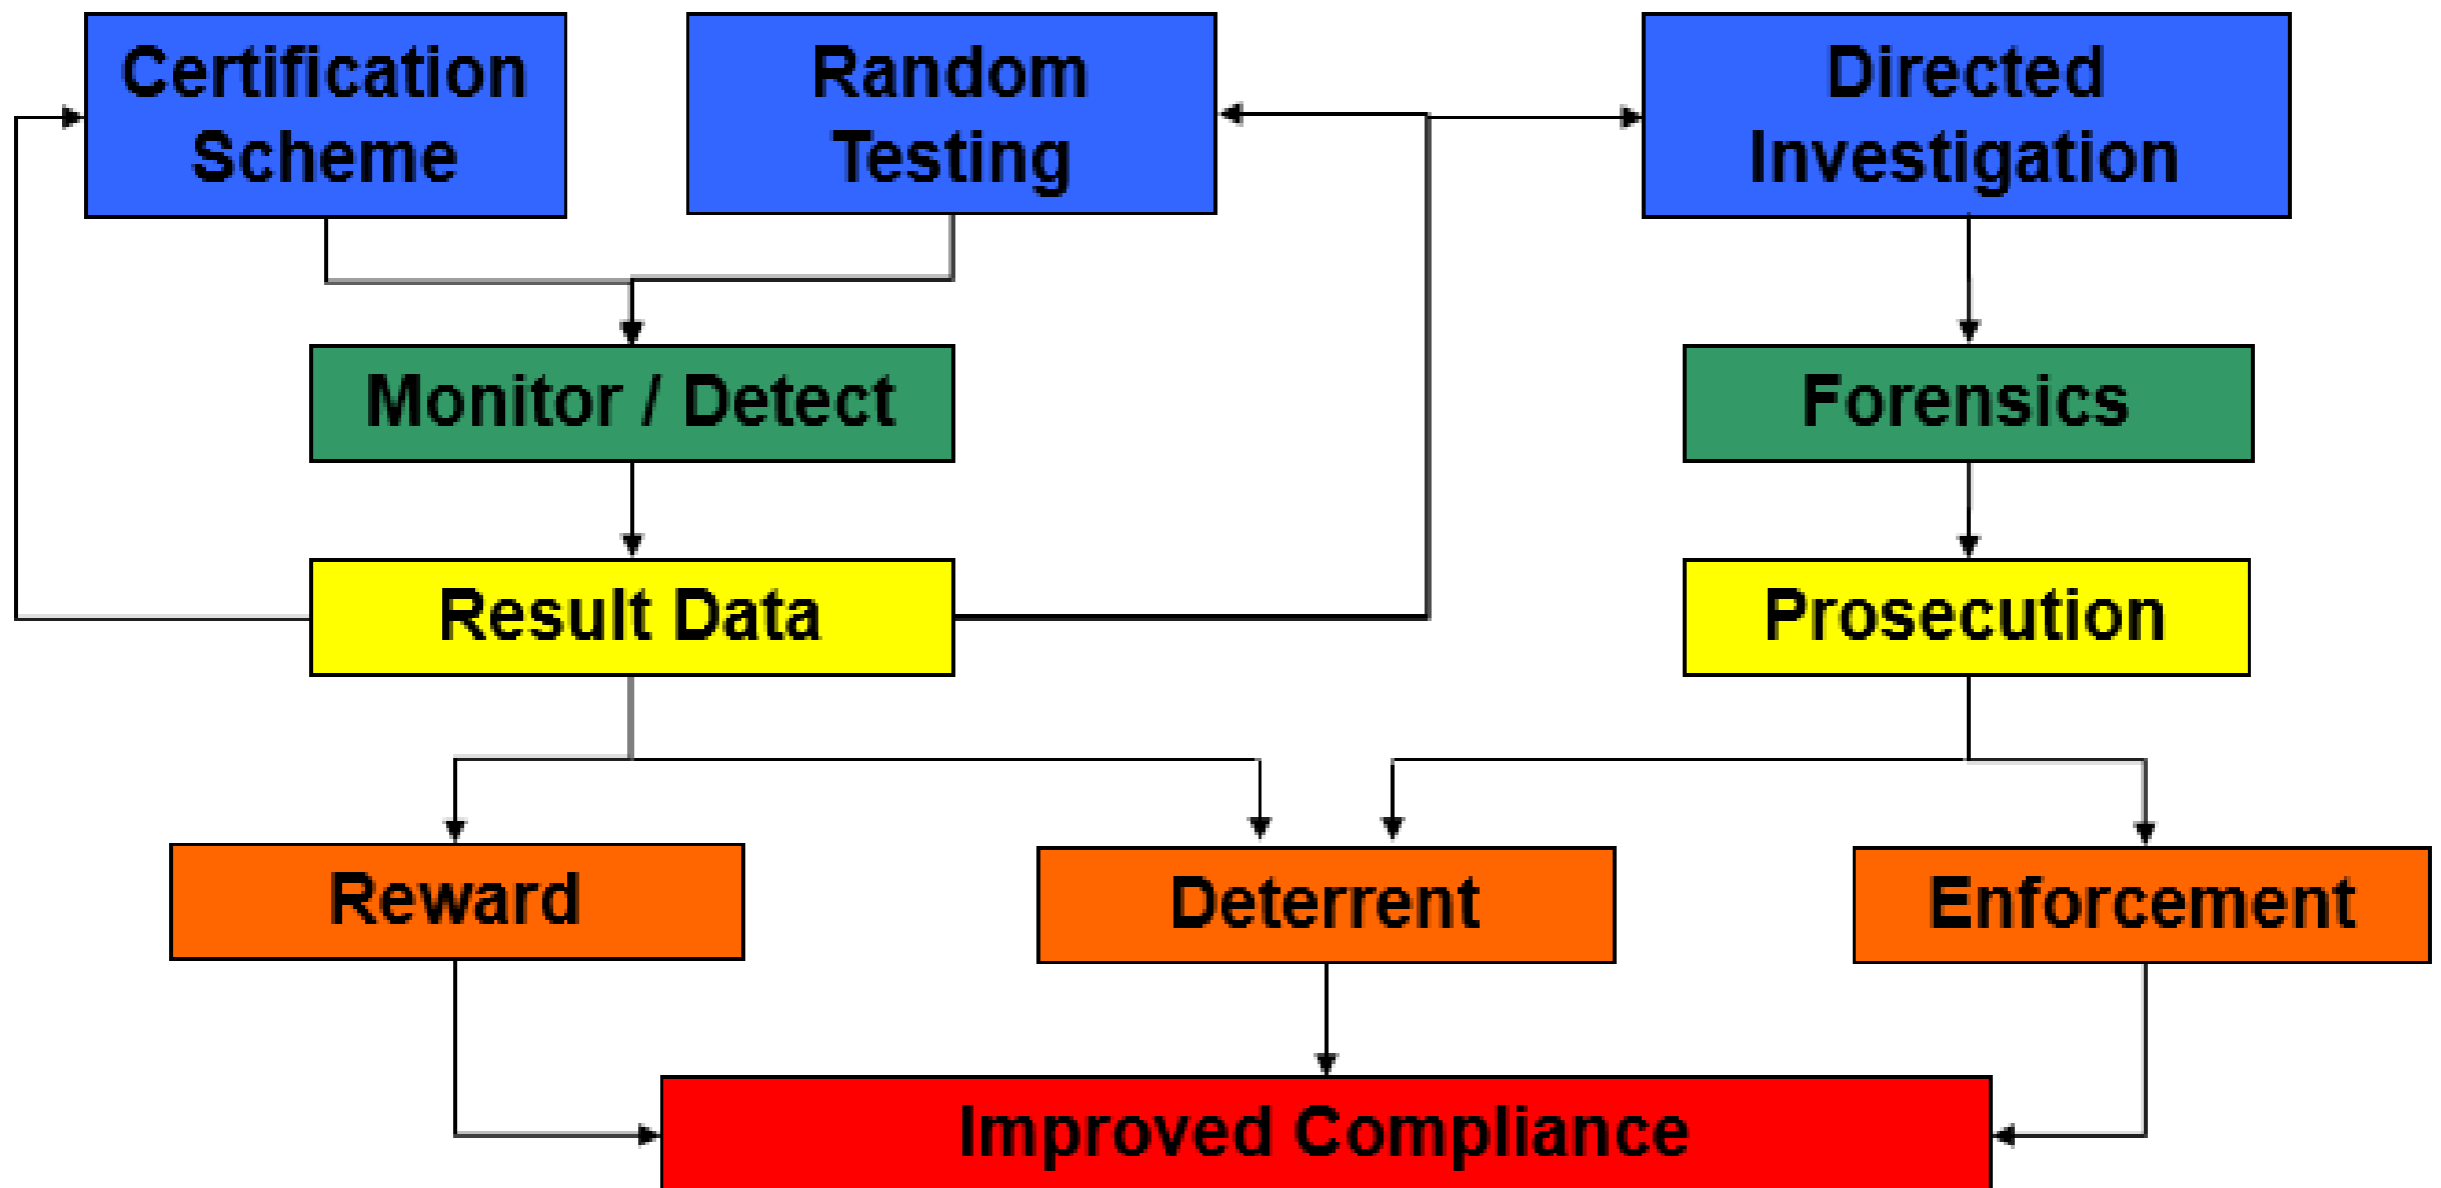 Certification
Scheme
Random
Testing
Directed
Investigation
Monitor / Detect
Forensics
Result Data
Prosecution
Reward
Deterrent
Enforcement
Improved Compliance